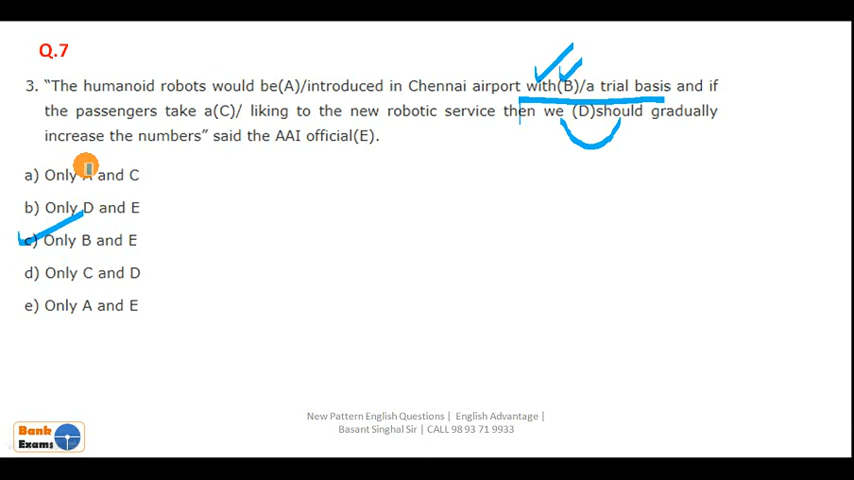 Q.7
3. “The humanoid robots would be(A)/introduced in Chennai airport with(B)/a trial basis and if
the passengers take a(C)/ liking to the new robotic service then we (D)should gradually
increase the numbers” said the AAI official(E).
a) Only A and C
b) Only D and E
c) Only B and E
d) Only C and D
e) Only A and E
New Pattern English Questions | English Advantage |
Basant Singhal Sir | CALL 98 93 71 9933
Bank
Exams